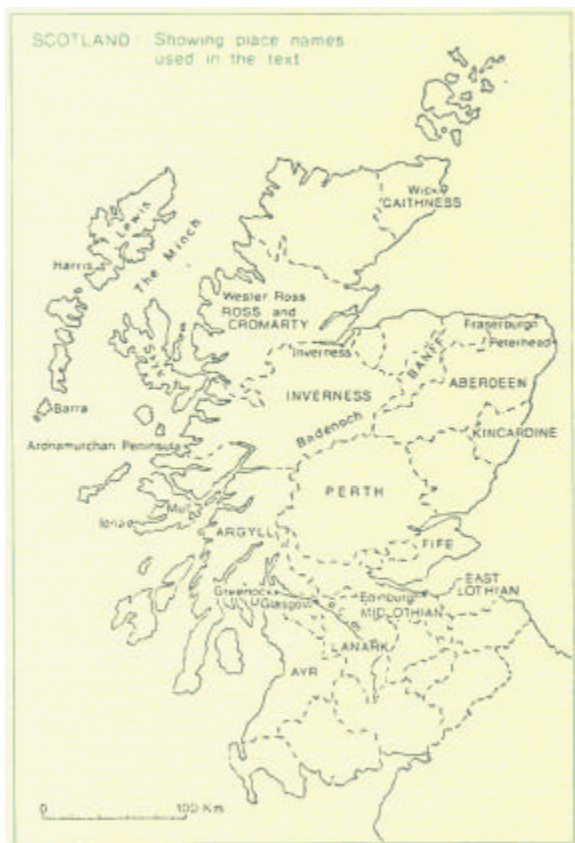 SCOTLAND : Showing place names
used in the text
Wick
CAITHNESS
Lewis
The Minch
Harris
Wester Ross
ROSS and
CROMARTY
Skye
Fraserburgh
Peterhead
Inverness
BANFF
INVERNESS
ABERDEEN
Barra
Badenoch
KINCARDINE
Ardnamurchan Peninsula
PERTH
Mull
Iona
ARGYLL
FIFE
EAST
LOTHIAN
Greenock
Glasgow
Edinburgh
MIDLOTHIAN
LANARK
AYR
0 100 Km